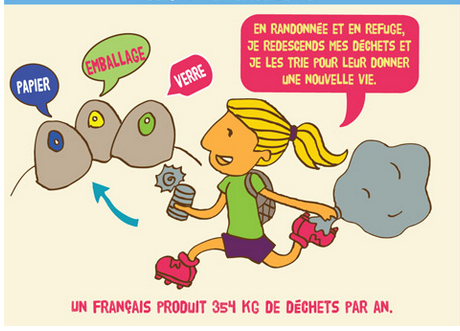 PAPIER
EMBALLAGE
VERRE
EN RANDONNÉE ET EN REFUGE,
JE REDESCENDS MES DÉCHETS ET
JE LES TRIE POUR LEUR DONNER
UNE NOUVELLE VIE.
UN FRANÇAIS PRODUIT 354 KG DE DÉCHETS PAR AN.